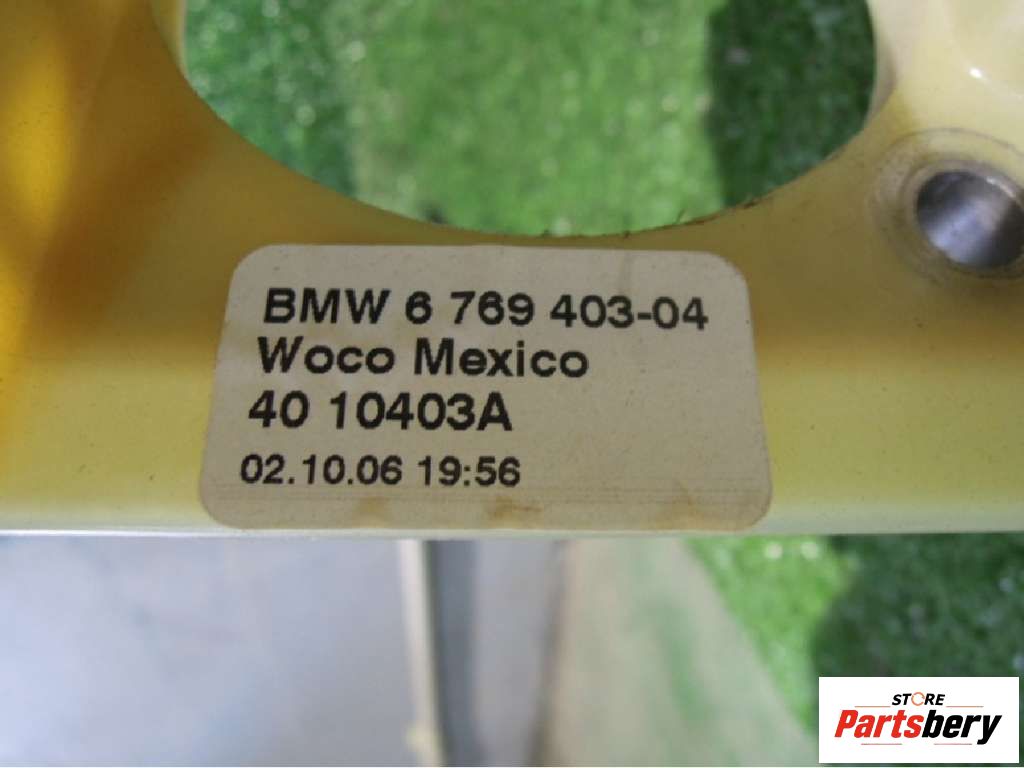 BMW 6 769 403-04
Woco Mexico
40 10403A
02.10.06 19:56
STORE
Partsbery